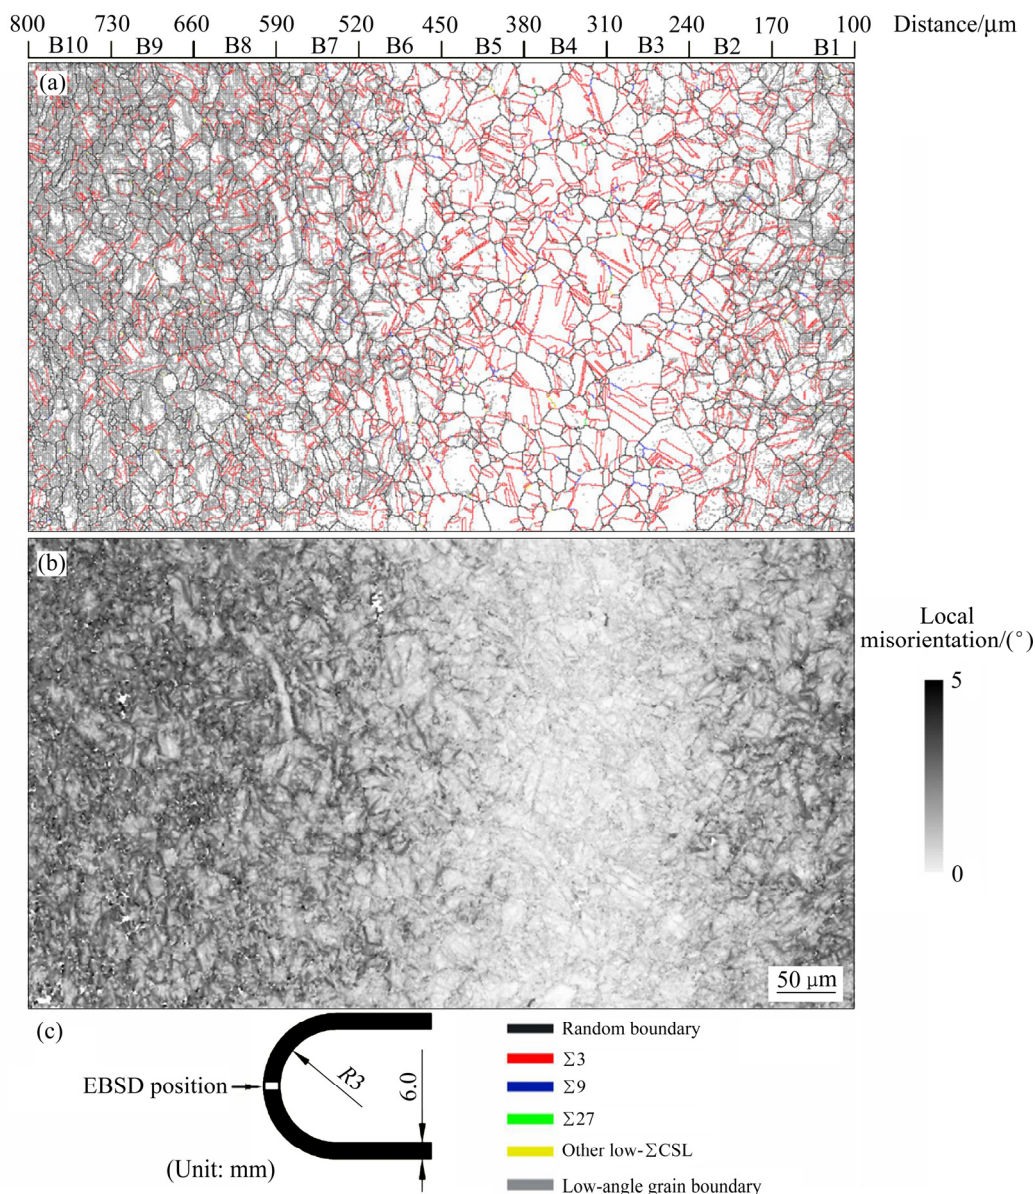 800 730 660 590 520 450 380 310 240 170 100 Distance/μm
B10 B9 B8 B7 B6 B5 B4 B3 B2 B1
(a)
(b)
Local
misorientation/(°)
5
0
50 μm
(c)
EBSD position
R3
6.0
(Unit: mm)
Random boundary
Σ3
Σ9
Σ27
Other low-ΣCSL
Low-angle grain boundary